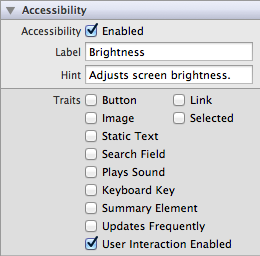 Accessibility
Accessibility Enabled
Label Brightness
Hint Adjusts screen brightness.
Traits Button Link
Image Selected
Static Text
Search Field
Plays Sound
Keyboard Key
Summary Element
Updates Frequently
User Interaction Enabled